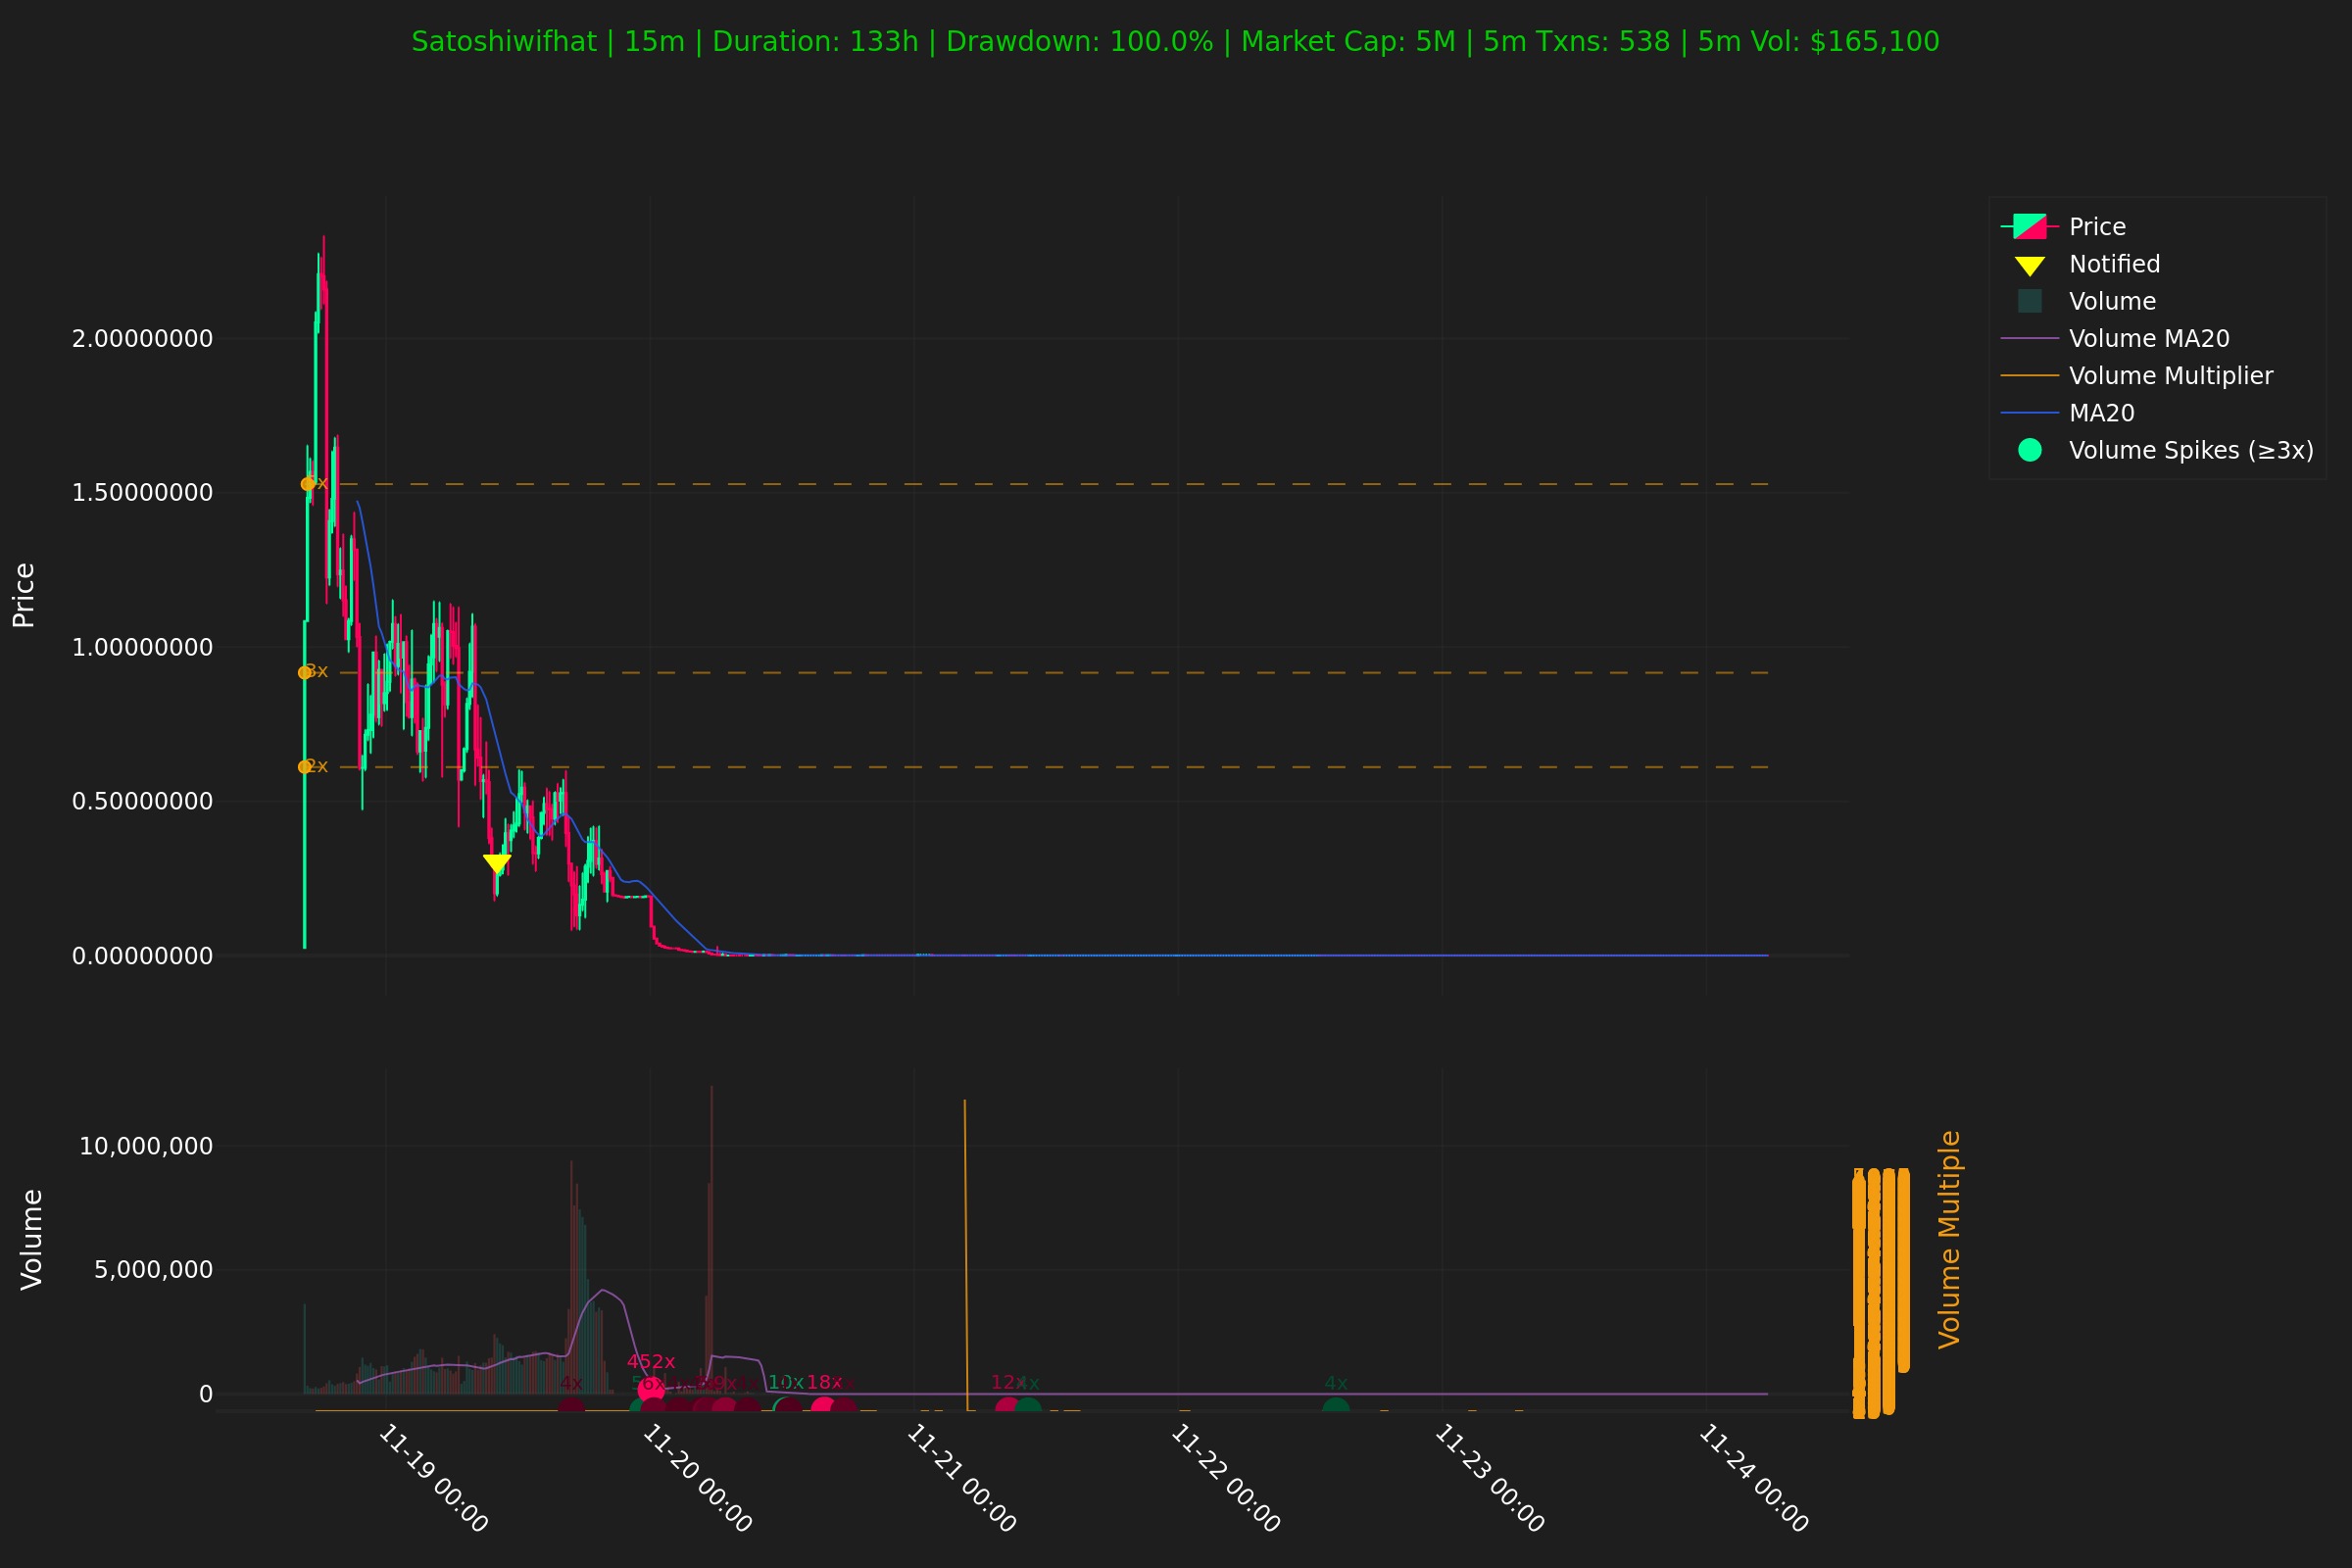 Satoshiwifhat | 15m | Duration: 133h | Drawdown: 100.0% | Market Cap: 5M | 5m Txns: 538 | 5m Vol: $165,100
Price
Notified
Volume
Volume MA20
Volume Multiplier
MA20
Volume Spikes (≥3x)
Price
2.00000000
1.50000000
1.00000000
0.50000000
0.00000000
3x
2x
Volume
10,000,000
5,000,000
0
452x
4x
10x
18x
12x
4x
4x
Volume Multiple
11-19 00:00
11-20 00:00
11-21 00:00
11-22 00:00
11-23 00:00
11-24 00:00